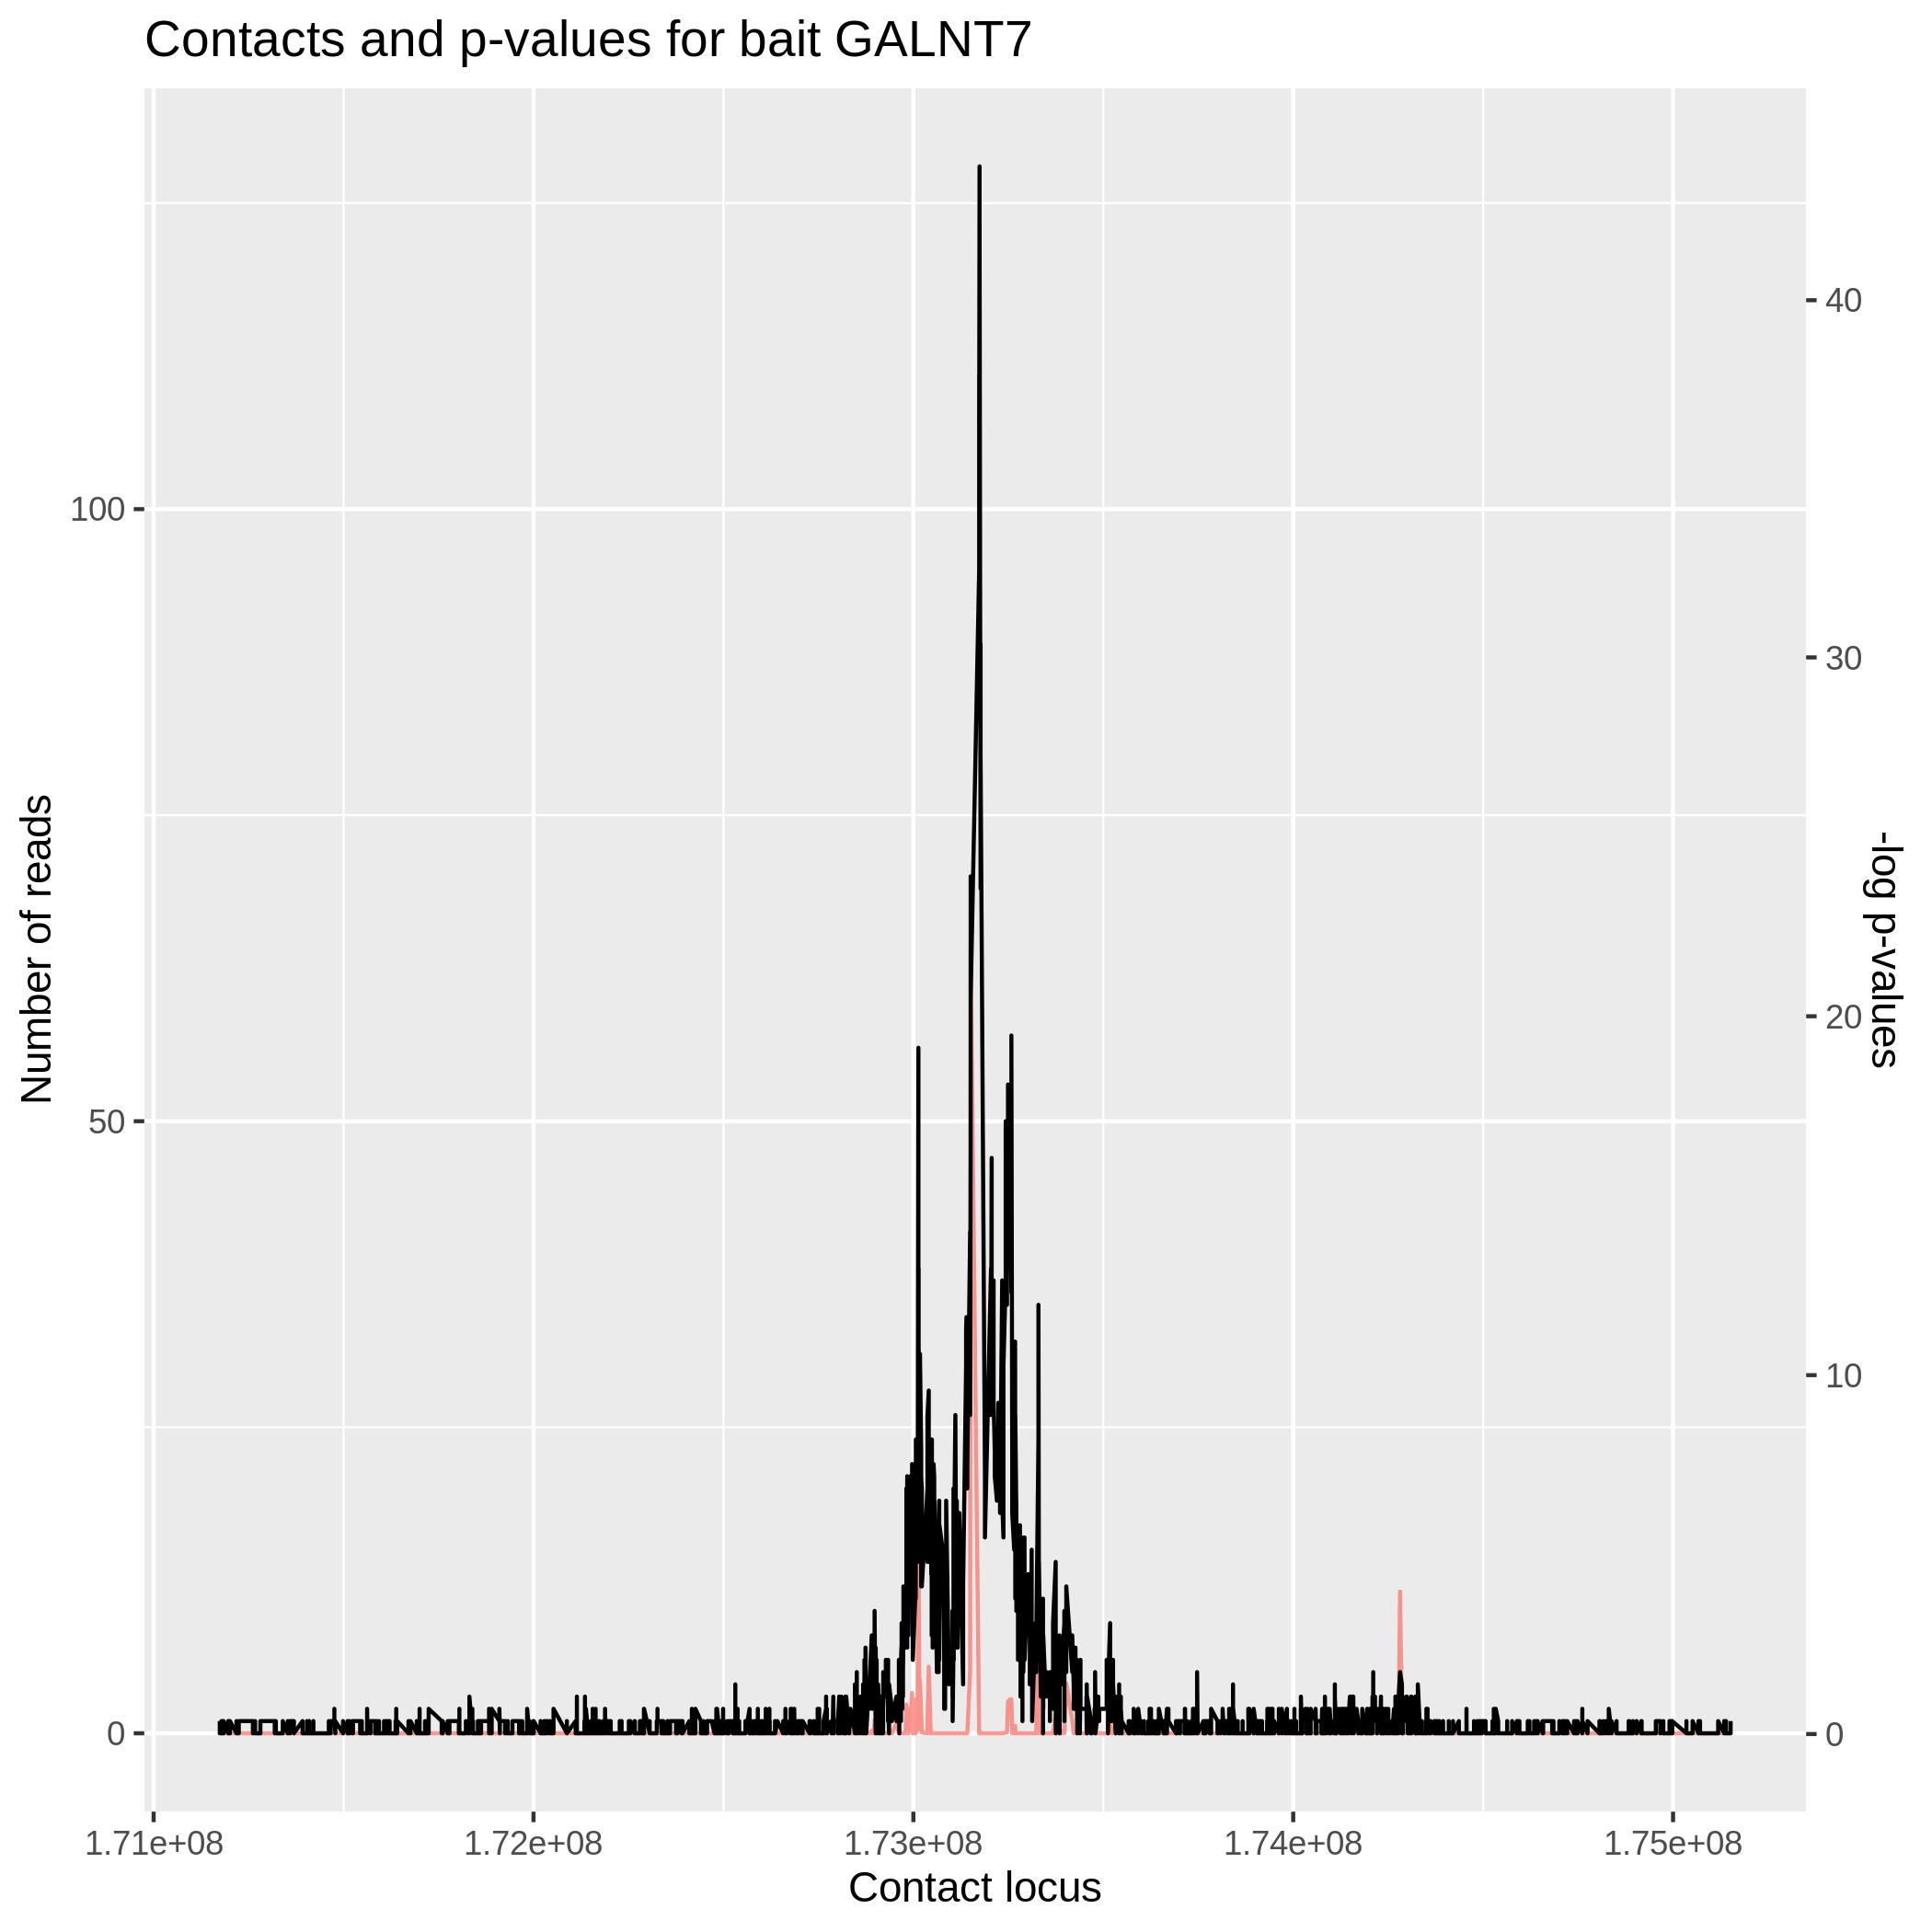 Contacts and p-values for bait GALNT7
Number of reads
100
50
0
40
30
20
10
0
-log p-values
1.71e+08
1.72e+08
1.73e+08
1.74e+08
1.75e+08
Contact locus